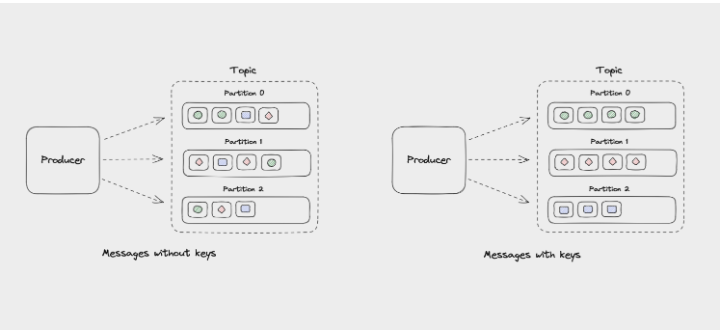 Topic
Partition 0
Producer
Partition 1
Partition 2
Messages without keys
Topic
Partition 0
Producer
Partition 1
Partition 2
Messages with keys